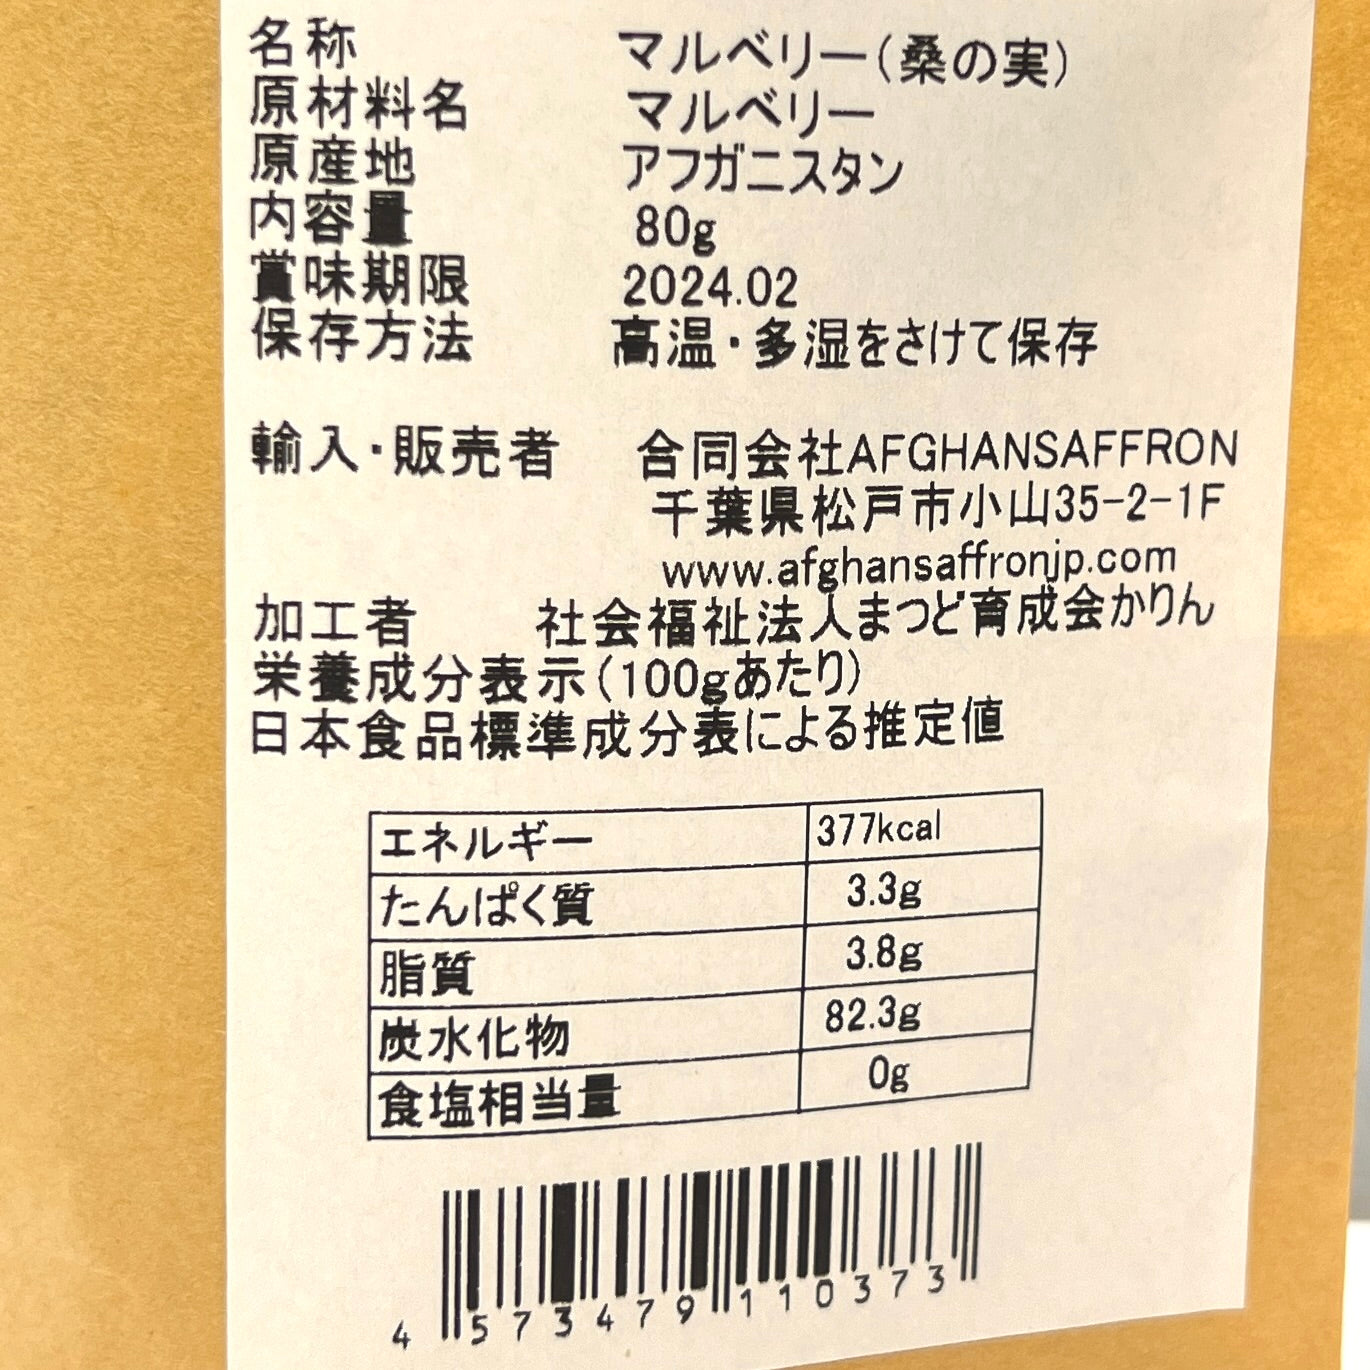 名称 マルベリー(桑の実)
原材料名 マルベリー
原産地 アフガニスタン
内容量 80g
賞味期限 2024.02
保存方法 高温・多湿をさけて保存
輸入・販売者 合同会社AFGHANSAFFRON
千葉県松戸市小山35-2-1F
www.afghansaffronjp.com
加工者 社会福祉法人まつど育成会かりん
栄養成分表示(100gあたり)
日本食品標準成分表による推定値
エネルギー 377kcal
たんぱく質 3.3g
脂質 3.8g
炭水化物 82.3g
食塩相当量 0g
4 573479 110373